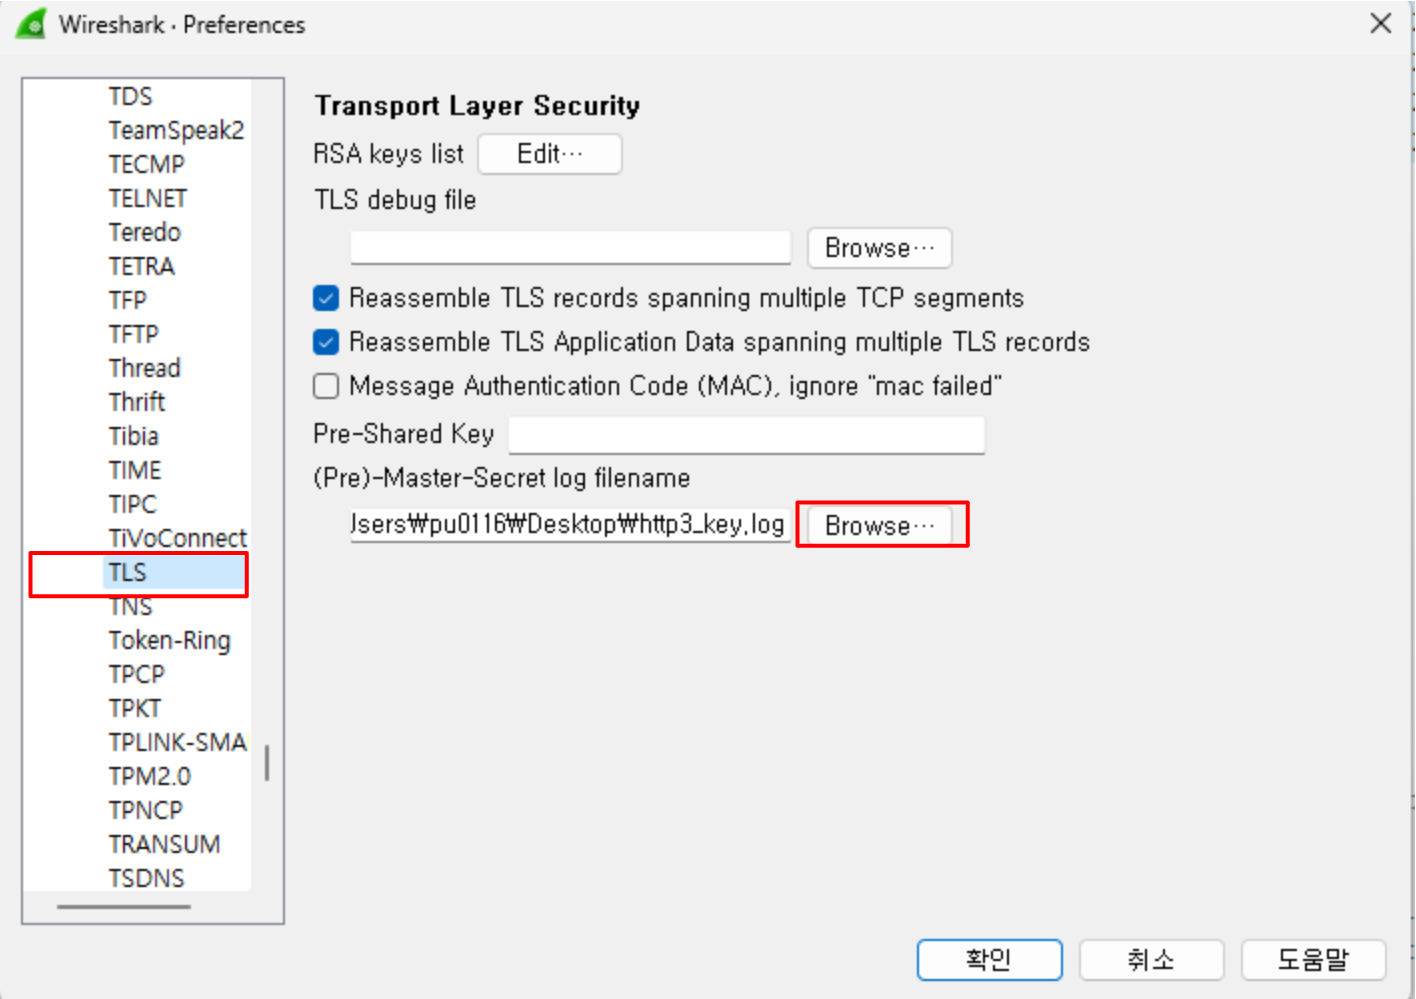 Wireshark · Preferences
TDS
TeamSpeak2
TECMP
TELNET
Teredo
TETRA
TFP
TFTP
Thread
Thrift
Tibia
TIME
TIPC
TiVoConnect
TLS
TNS
Token-Ring
TPCP
TPKT
TPLINK-SMA
TPM2.0
TPNCP
TRANSUM
TSDNS
Transport Layer Security
RSA keys list Edit…
TLS debug file
Browse…
Reassemble TLS records spanning multiple TCP segments
Reassemble TLS Application Data spanning multiple TLS records
Message Authentication Code (MAC), ignore "mac failed"
Pre-Shared Key
(Pre)-Master-Secret log filename
Jsers₩pu0116₩Desktop₩http3_key.log Browse…
확인 취소 도움말